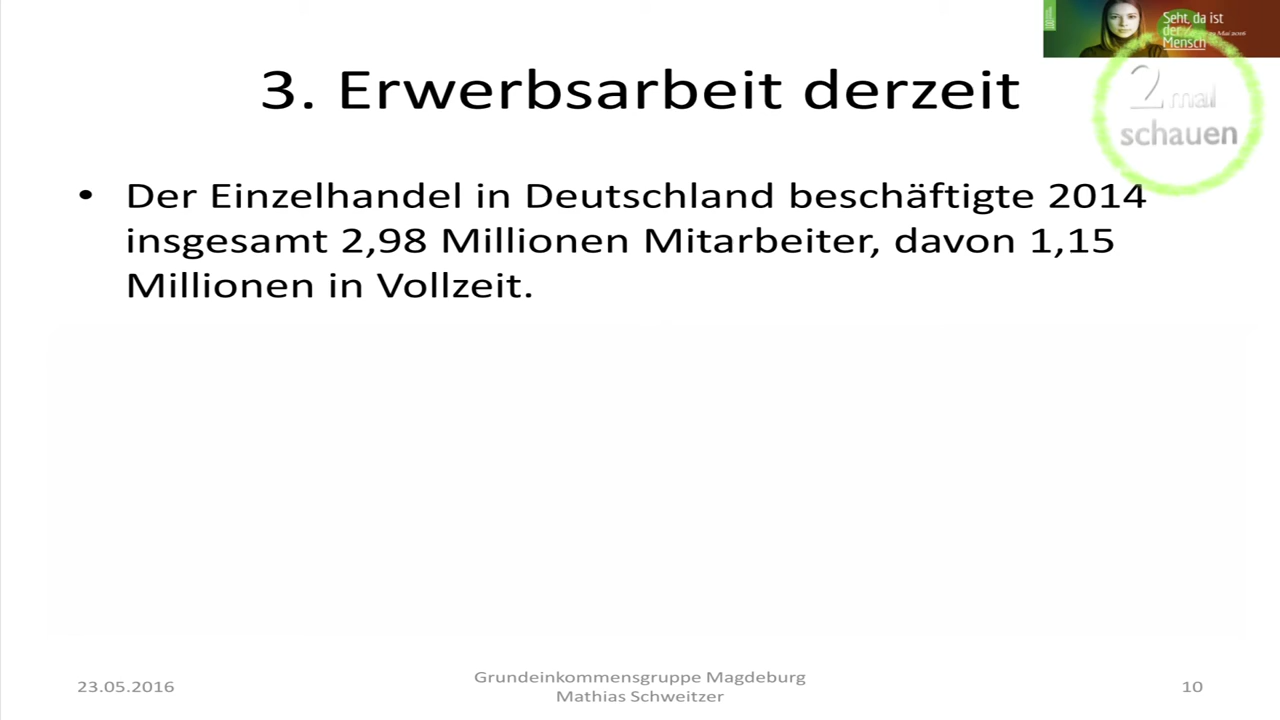 Seht, da ist
der
Mensch
2 mal
schauen
3. Erwerbsarbeit derzeit
• Der Einzelhandel in Deutschland beschäftigte 2014
insgesamt 2,98 Millionen Mitarbeiter, davon 1,15
Millionen in Vollzeit.
23.05.2016
Grundeinkommensgruppe Magdeburg
Mathias Schweitzer
10